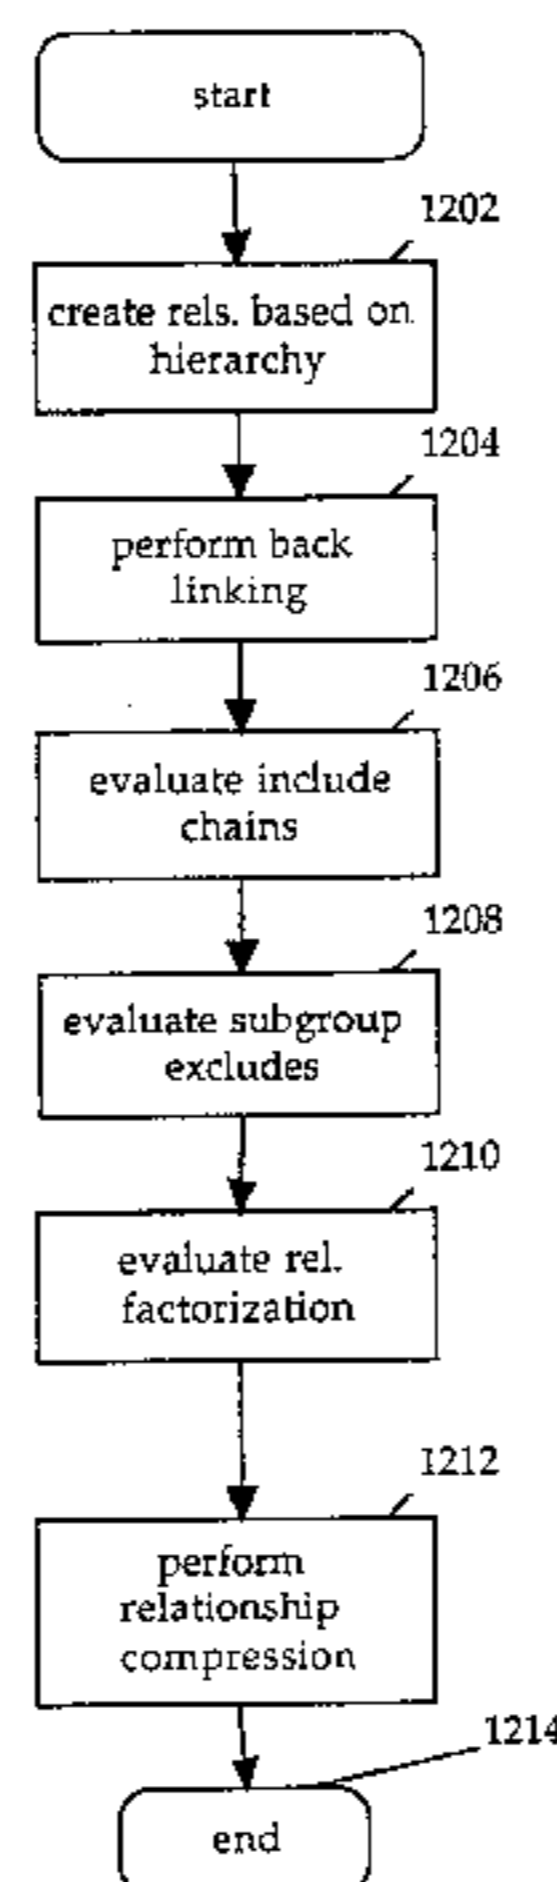 start
1202
create rels. based on
hierarchy
1204
perform back
linking
1206
evaluate include
chains
1208
evaluate subgroup
excludes
1210
evaluate rel.
factorization
1212
perform
relationship
compression
1214
end